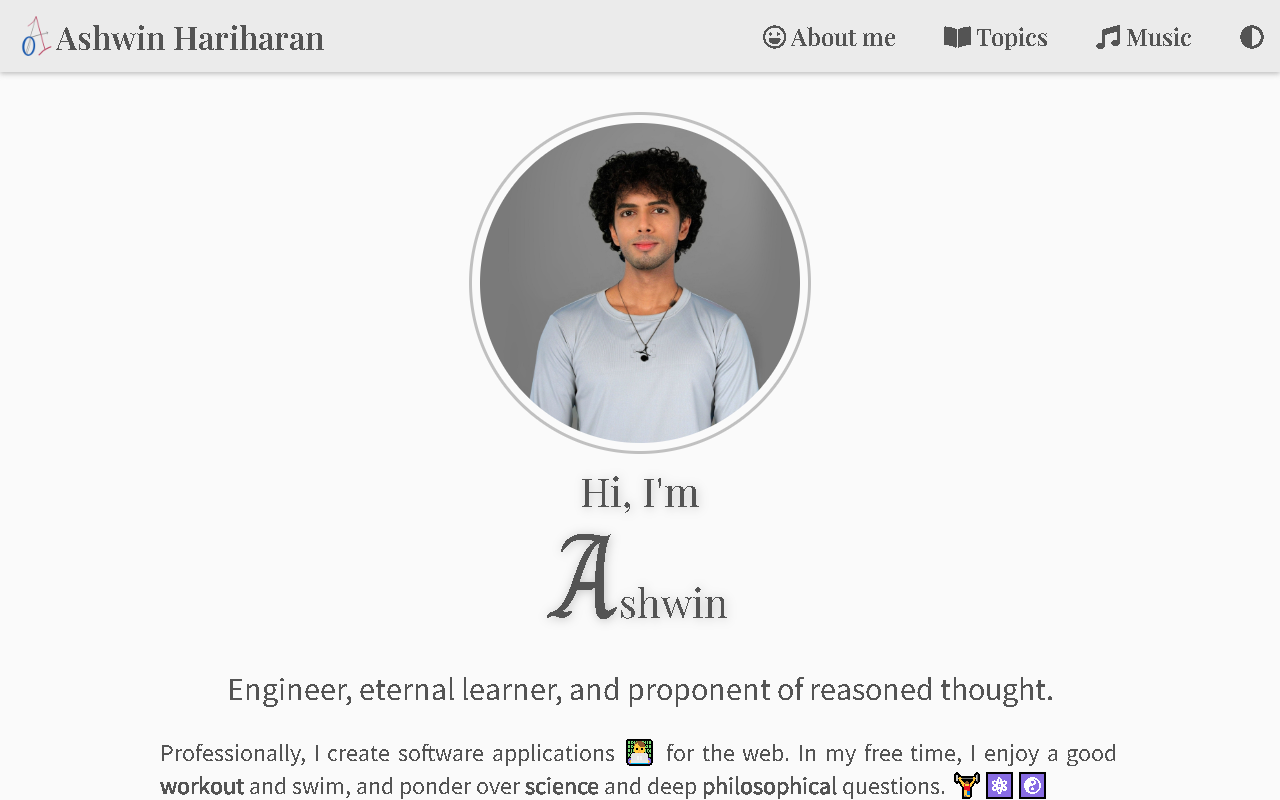 Ashwin Hariharan
About me
Topics
Music
Hi, I'm
Ashwin
Engineer, eternal learner, and proponent of reasoned thought.
Professionally, I create software applications for the web. In my free time, I enjoy a good
workout and swim, and ponder over science and deep philosophical questions.